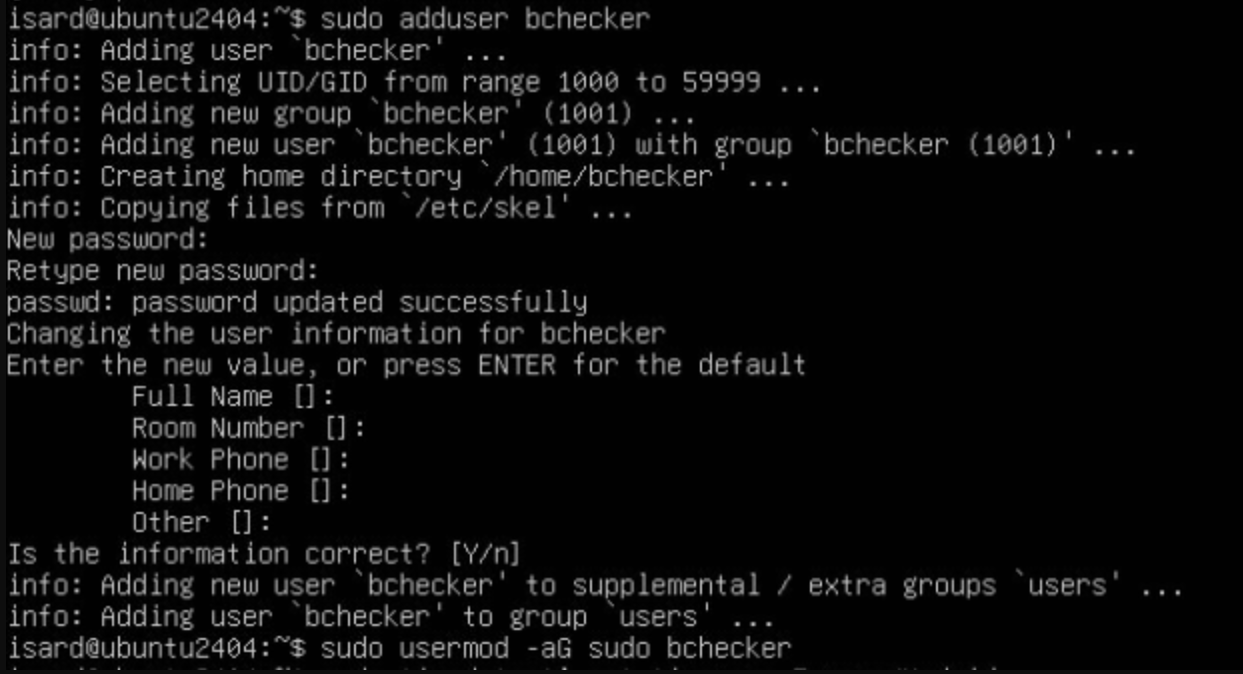 isard@ubuntu2404:~$ sudo adduser bchecker
info: Adding user `bchecker' ...
info: Selecting UID/GID from range 1000 to 59999 ...
info: Adding new group `bchecker' (1001) ...
info: Adding new user `bchecker' (1001) with group `bchecker (1001)' ...
info: Creating home directory `/home/bchecker' ...
info: Copying files from `/etc/skel' ...
New password:
Retype new password:
passwd: password updated successfully
Changing the user information for bchecker
Enter the new value, or press ENTER for the default
Full Name []:
Room Number []:
Work Phone []:
Home Phone []:
Other []:
Is the information correct? [Y/n]
info: Adding new user `bchecker' to supplemental / extra groups `users' ...
info: Adding user `bchecker' to group `users' ...
isard@ubuntu2404:~$ sudo usermod -aG sudo bchecker